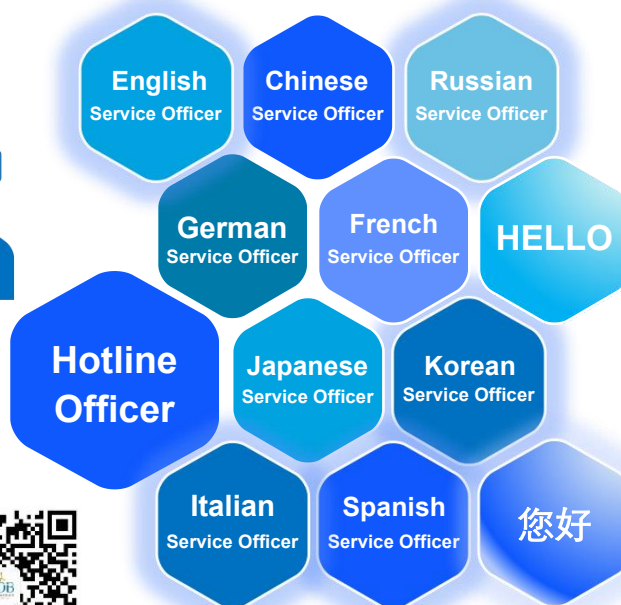 English
Service Officer
Chinese
Service Officer
Russian
Service Officer
German
Service Officer
French
Service Officer
HELLO
Hotline
Officer
Japanese
Service Officer
Korean
Service Officer
Italian
Service Officer
Spanish
Service Officer
您好